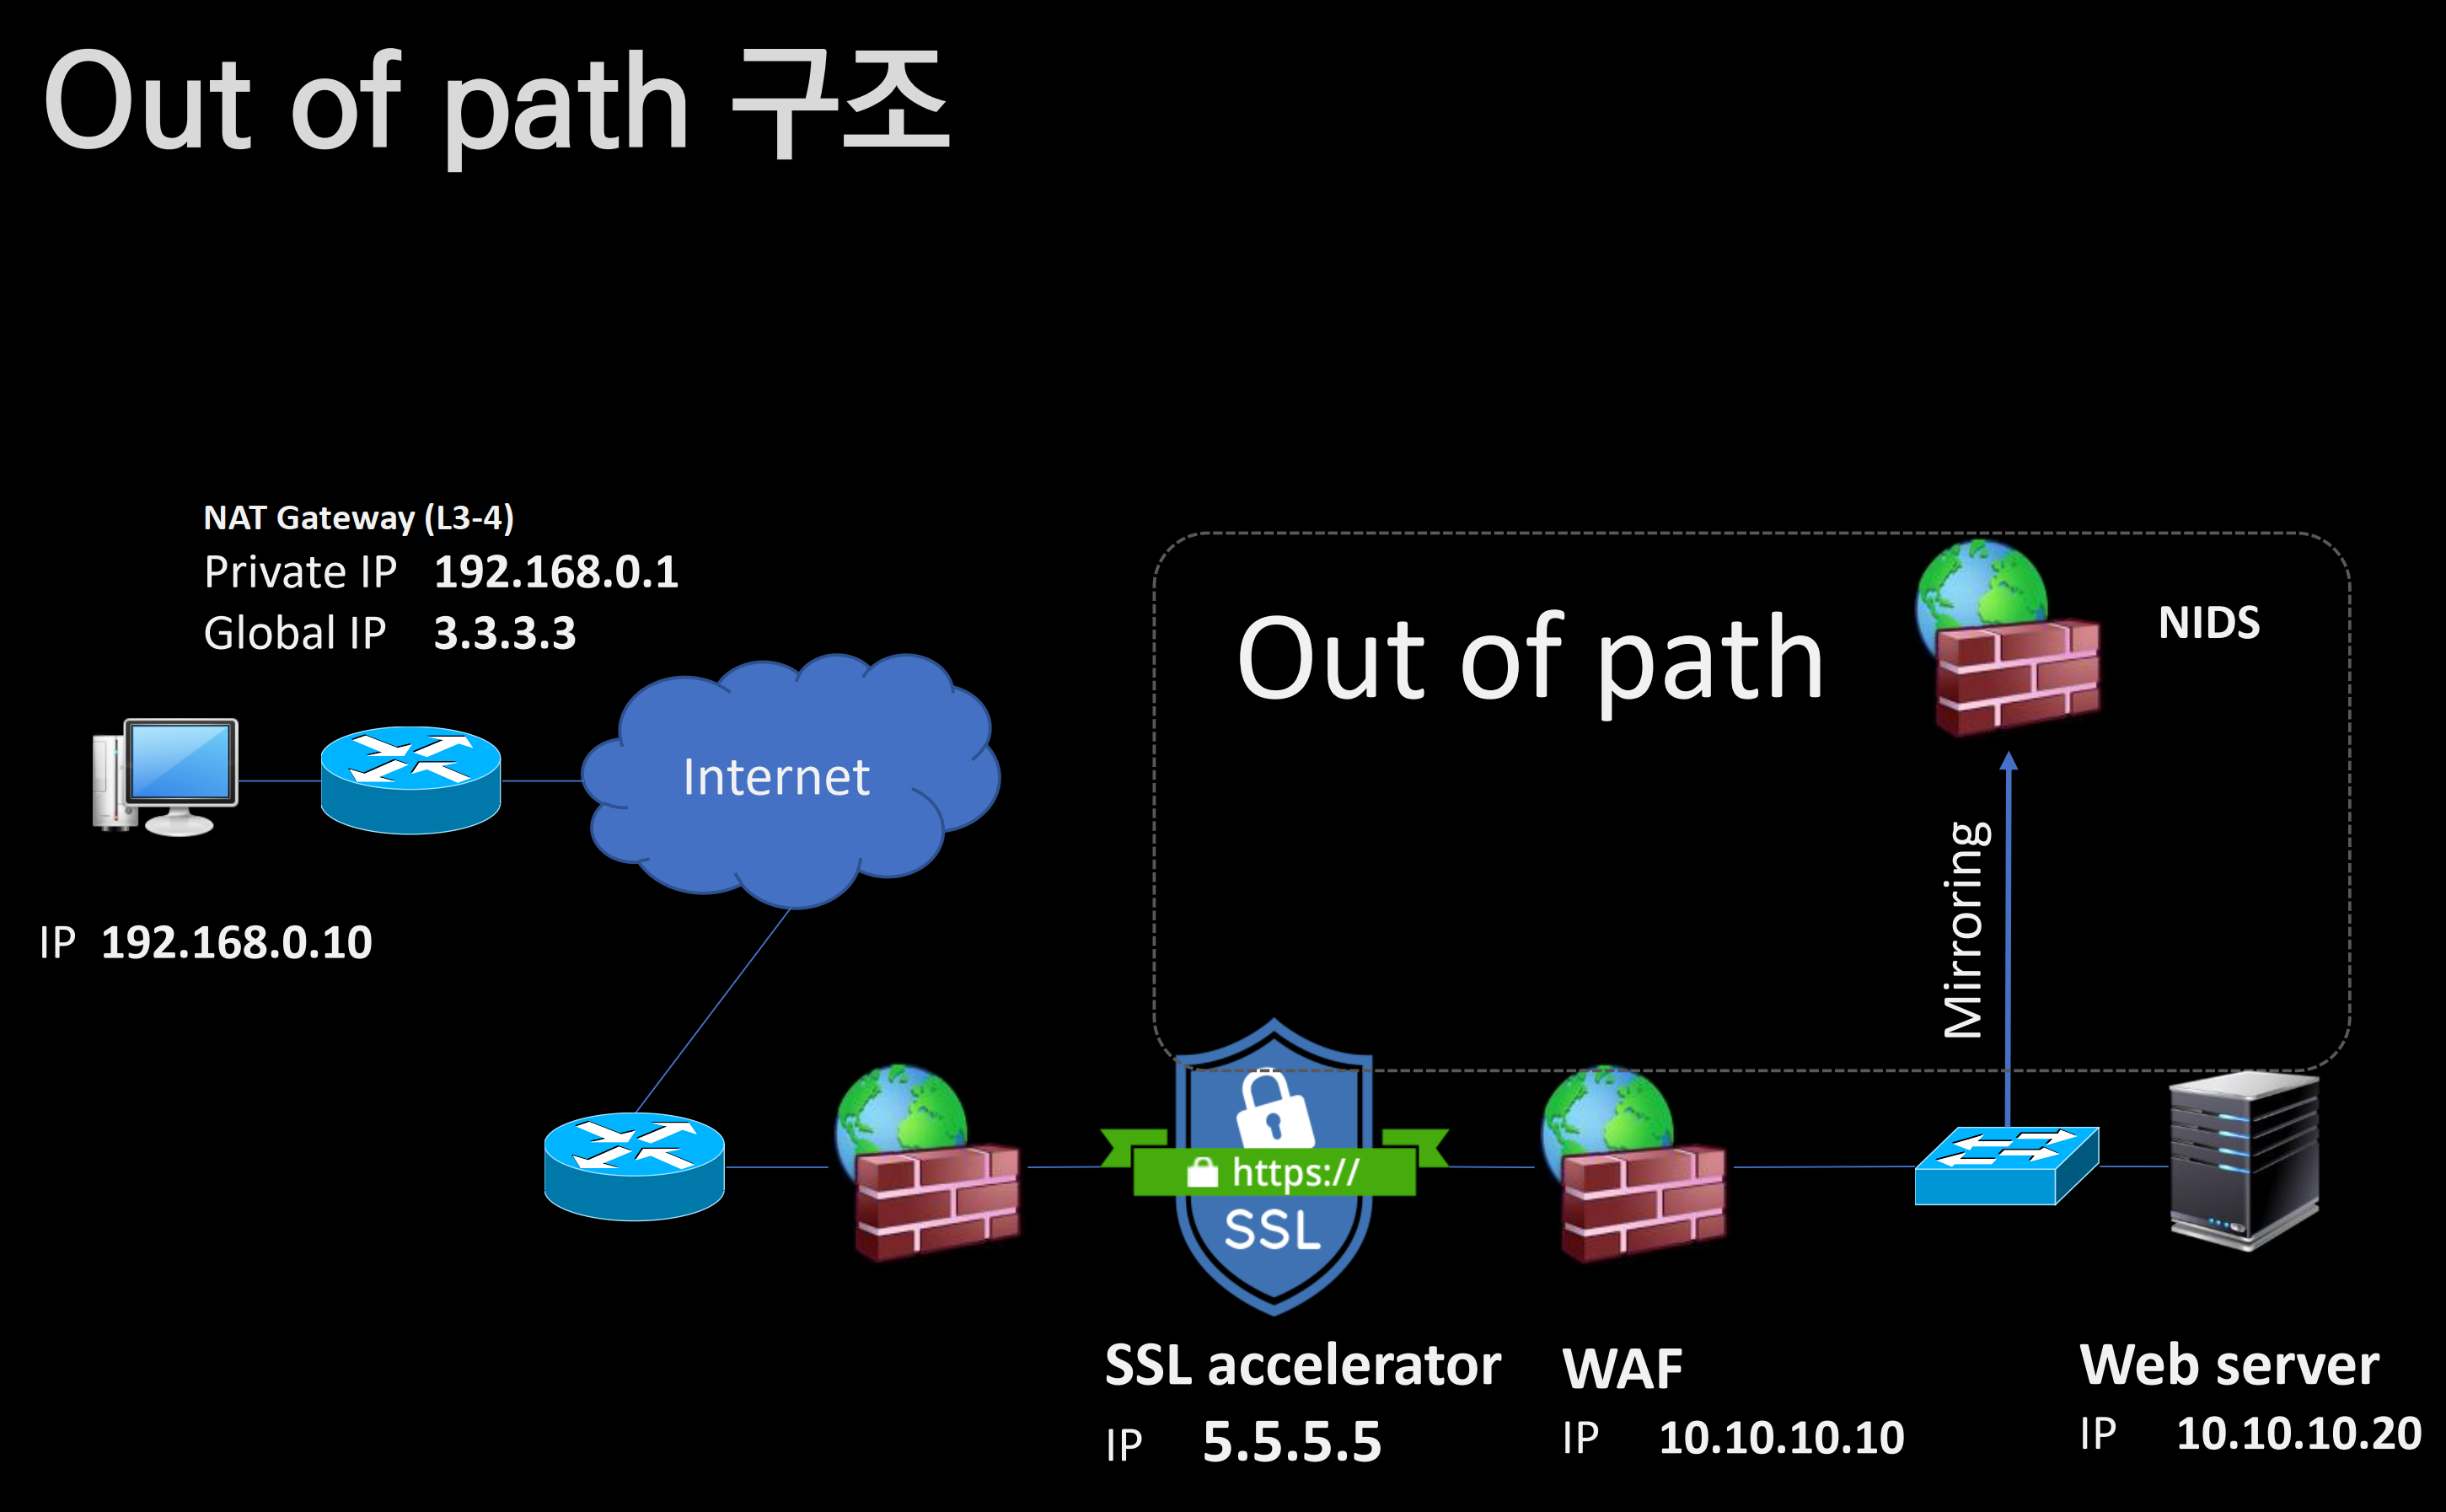 Out of path 구조
NAT Gateway (L3-4)
Private IP 192.168.0.1
Global IP 3.3.3.3
Internet
IP 192.168.0.10
Out of path
NIDS
Mirroring
https://
SSL
SSL accelerator
IP 5.5.5.5
WAF
IP 10.10.10.10
Web server
IP 10.10.10.20